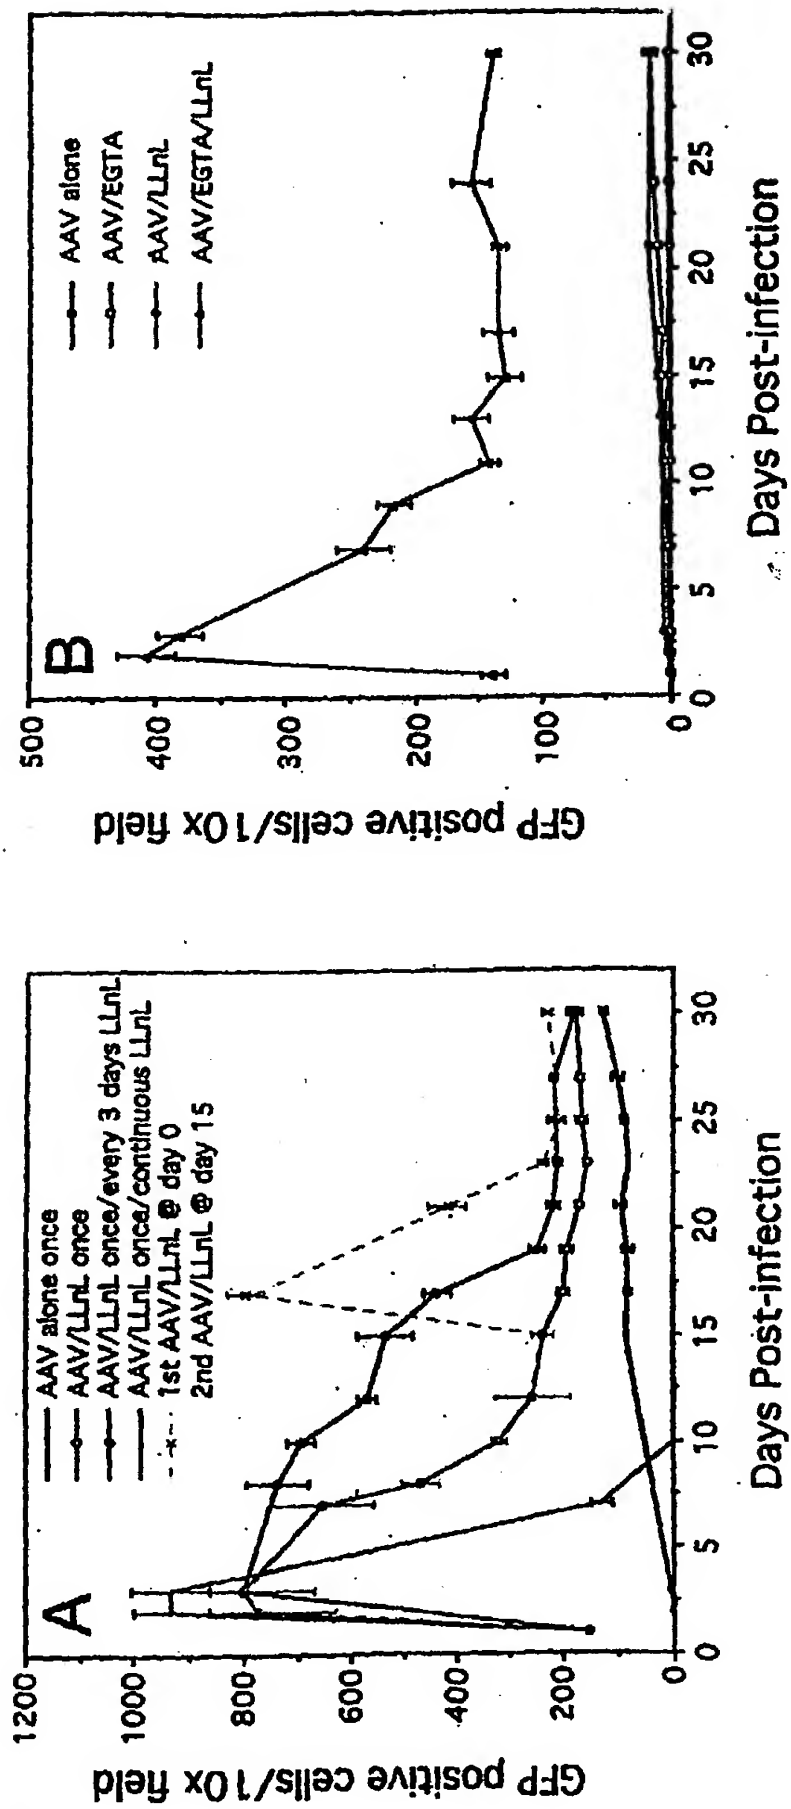 A
AAV alone once
AAV/LLnL once
AAV/LLnL once/every 3 days LLnL
AAV/LLnL once/continuous LLnL
1st AAV/LLnL @ day 0
2nd AAV/LLnL @ day 15
GFP positive cells/10x field
1200
1000
800
600
400
200
0
0 5 10 15 20 25 30
Days Post-infection
B
AAV alone
AAV/EGTA
AAV/LLnL
AAV/EGTA/LLnL
GFP positive cells/10x field
500
400
300
200
100
0
0 5 10 15 20 25 30
Days Post-infection